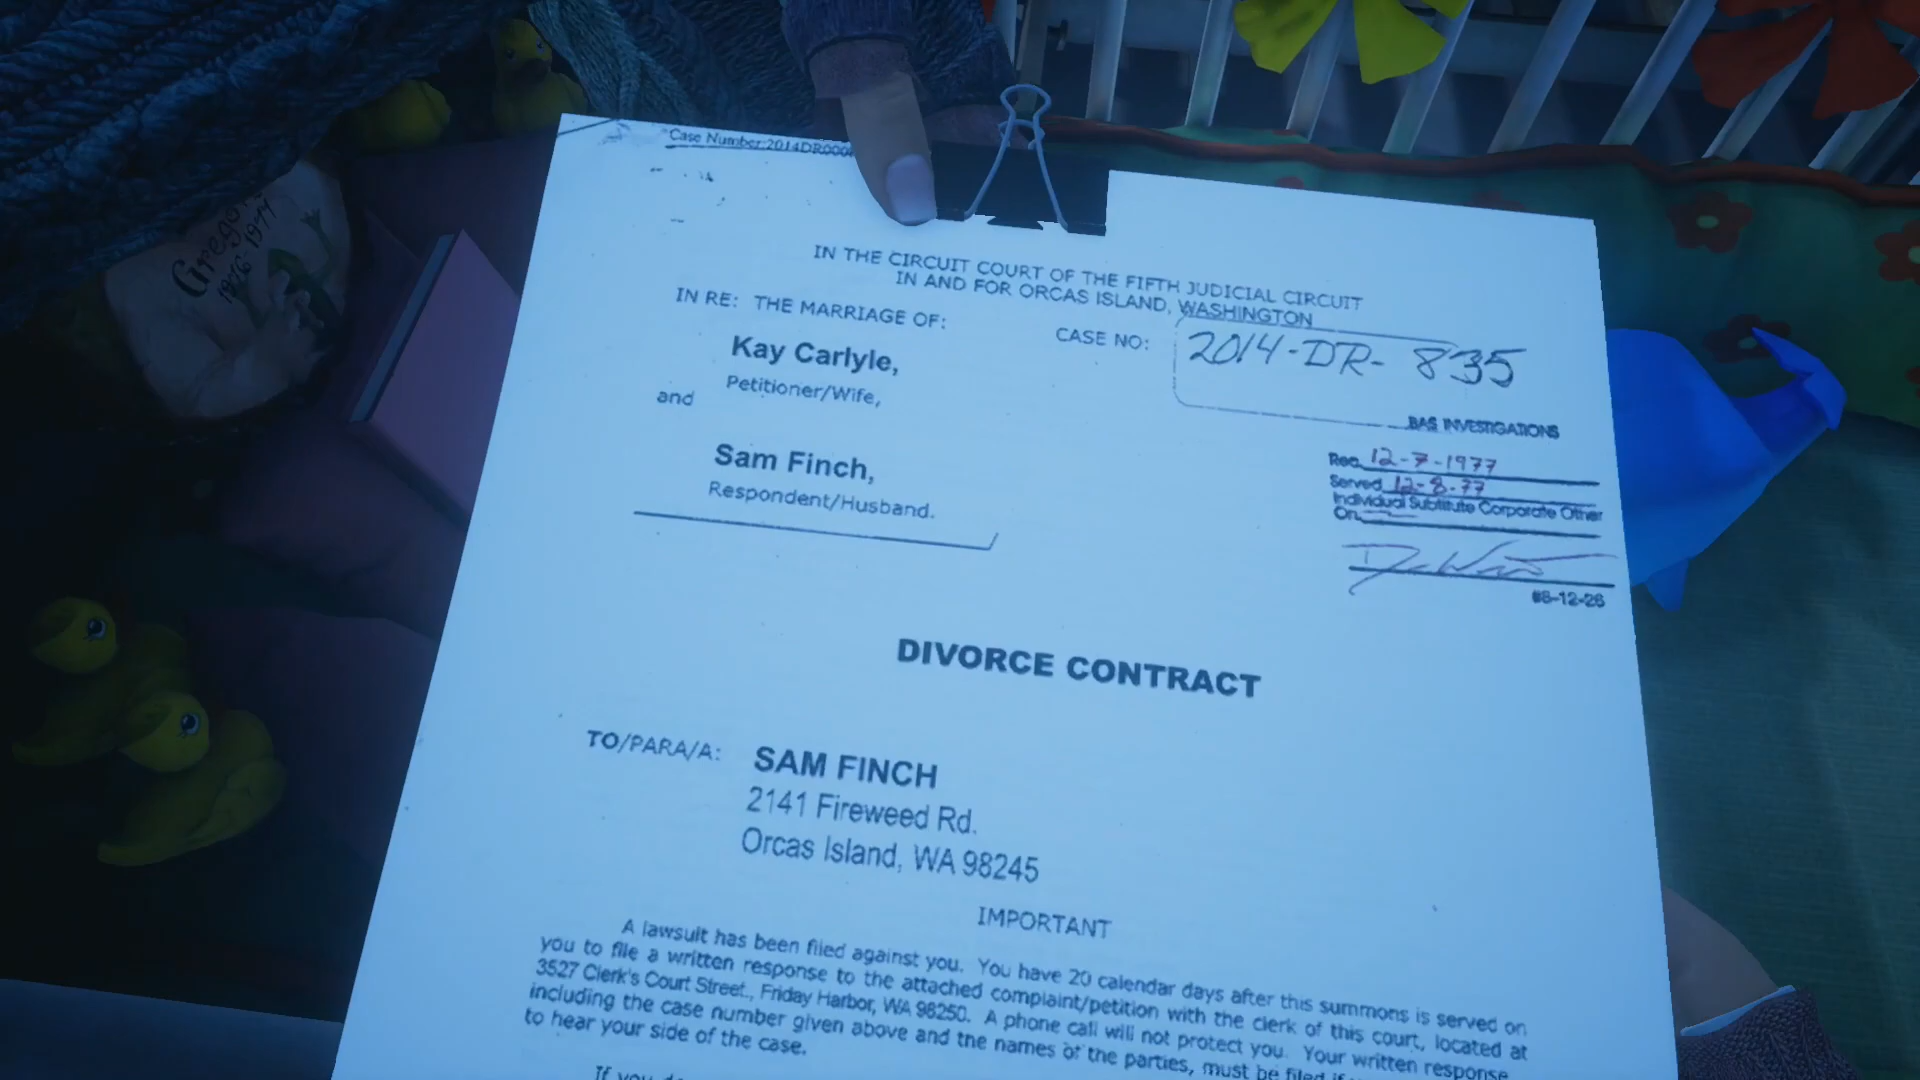 Case Number:2014DR000
IN THE CIRCUIT COURT OF THE FIFTH JUDICIAL CIRCUIT
IN AND FOR ORCAS ISLAND, WASHINGTON
IN RE: THE MARRIAGE OF:
CASE NO:
2014-DR-835
Kay Carlyle,
Petitioner/Wife,
and
Sam Finch,
Respondent/Husband.
BAS INVESTIGATIONS
Rec. 12-7-1977
Served 12-8-77
Individual Substitute Corporate Other
On
#8-12-26
DIVORCE CONTRACT
TO/PARA/A:
SAM FINCH
2141 Fireweed Rd.
Orcas Island, WA 98245
IMPORTANT
A lawsuit has been filed against you. You have 20 calendar days after this summons is served on
you to file a written response to the attached complaint/petition with the clerk of this court, located at
3527 Clerk's Court Street., Friday Harbor, WA 98250. A phone call will not protect you. Your written response,
including the case number given above and the names of the parties, must be filed if
to hear your side of the case.
If you
Gregory
1976 1977